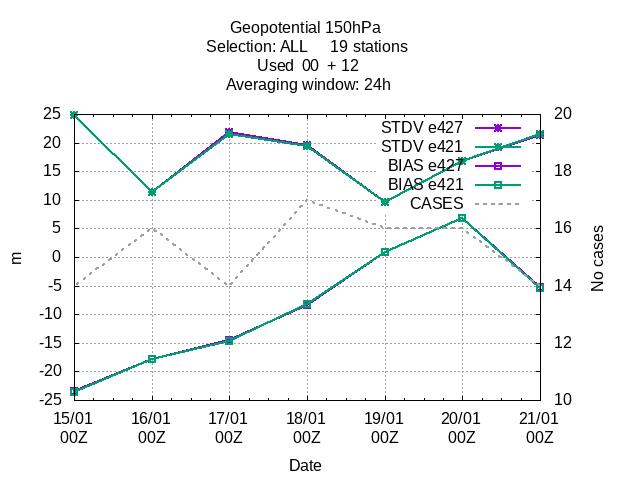 Geopotential 150hPa
Selection: ALL     19 stations
Used  00  + 12
Averaging window: 24h
25
20
15
10
5
0
-5
-10
-15
-20
-25
m
STDV e427
STDV e421
BIAS e427
BIAS e421
CASES
20
18
16
14
12
10
No cases
15/01 16/01 17/01 18/01 19/01 20/01 21/01
00Z 00Z 00Z 00Z 00Z 00Z 00Z
Date